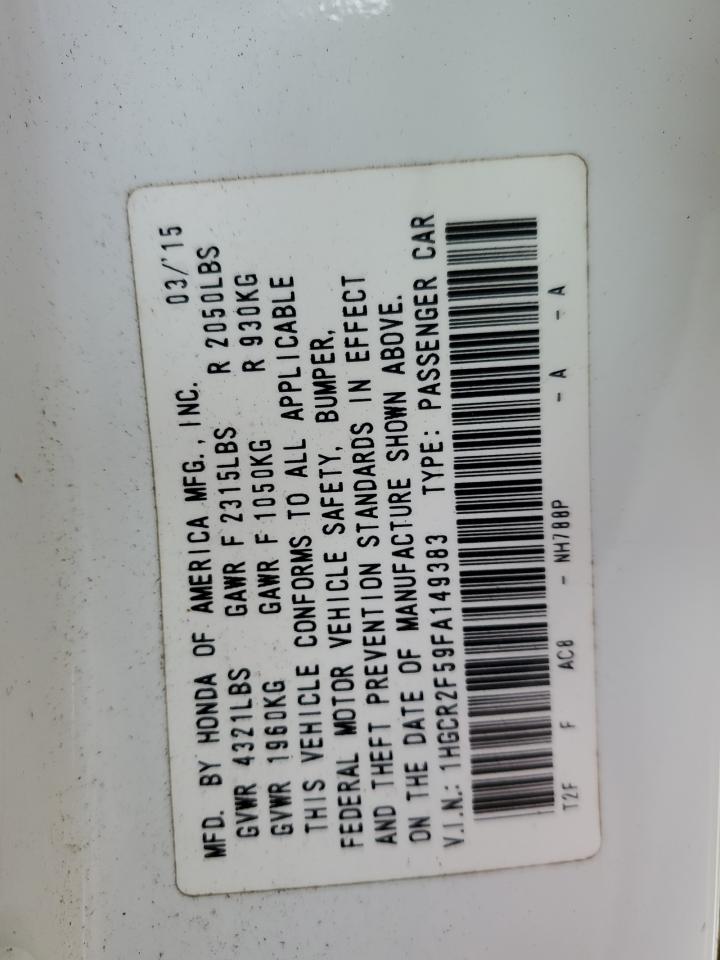 MFD. BY HONDA OF AMERICA MFG., INC. 03/'15
GVWR 4321LBS GAWR F 2315LBS R 2050LBS
GVWR 1960KG GAWR F 1050KG R 930KG
THIS VEHICLE CONFORMS TO ALL APPLICABLE
FEDERAL MOTOR VEHICLE SAFETY, BUMPER,
AND THEFT PREVENTION STANDARDS IN EFFECT
ON THE DATE OF MANUFACTURE SHOWN ABOVE.
V.I.N.: 1HGCR2F59FA149383 TYPE: PASSENGER CAR
T2F F AC8 - NH788P - A - A